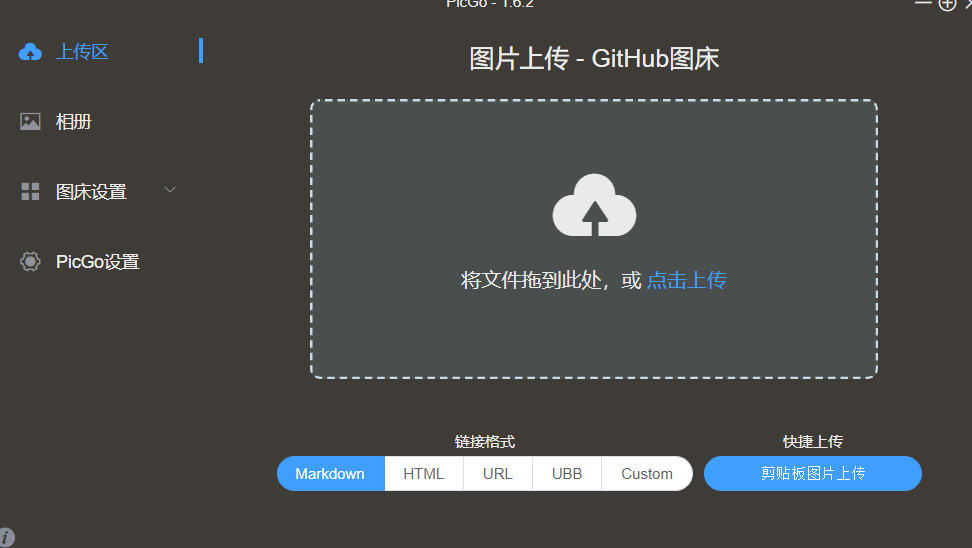 PicGo - 1.6.2
上传区
相册
图床设置
PicGo设置
图片上传 - GitHub图床
将文件拖到此处，或 点击上传
链接格式
快捷上传
Markdown HTML URL UBB Custom
剪贴板图片上传